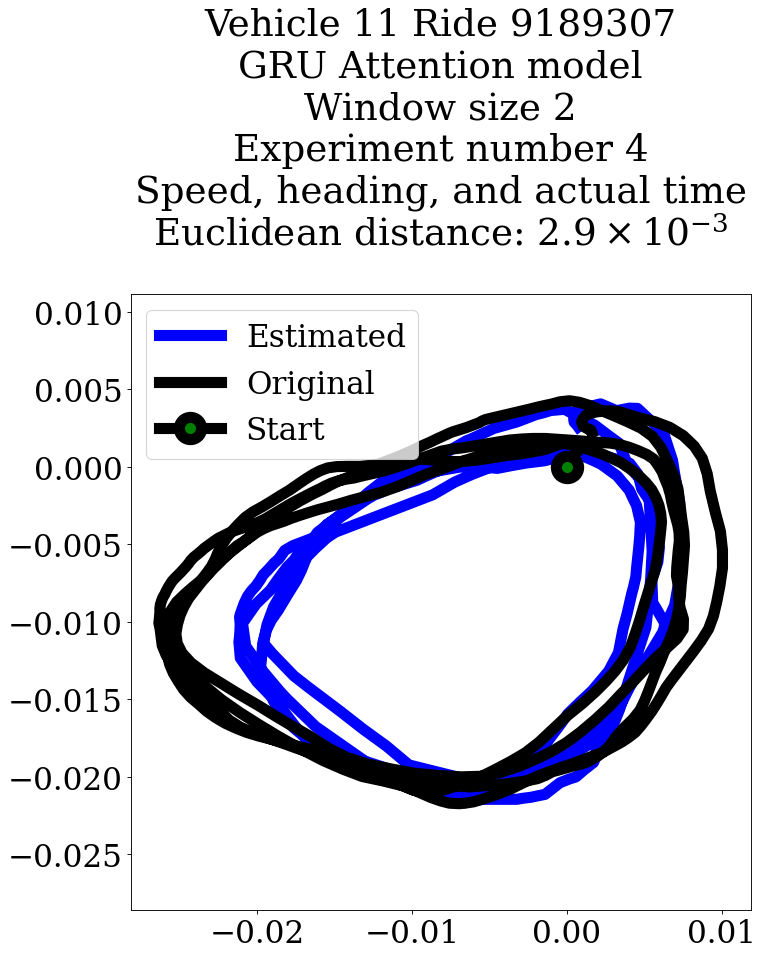 Vehicle 11 Ride 9189307
GRU Attention model
Window size 2
Experiment number 4
Speed, heading, and actual time
Euclidean distance: 2.9 × 10⁻³
Estimated
Original
Start
0.010
0.005
0.000
−0.005
−0.010
−0.015
−0.020
−0.025
−0.02 −0.01 0.00 0.01